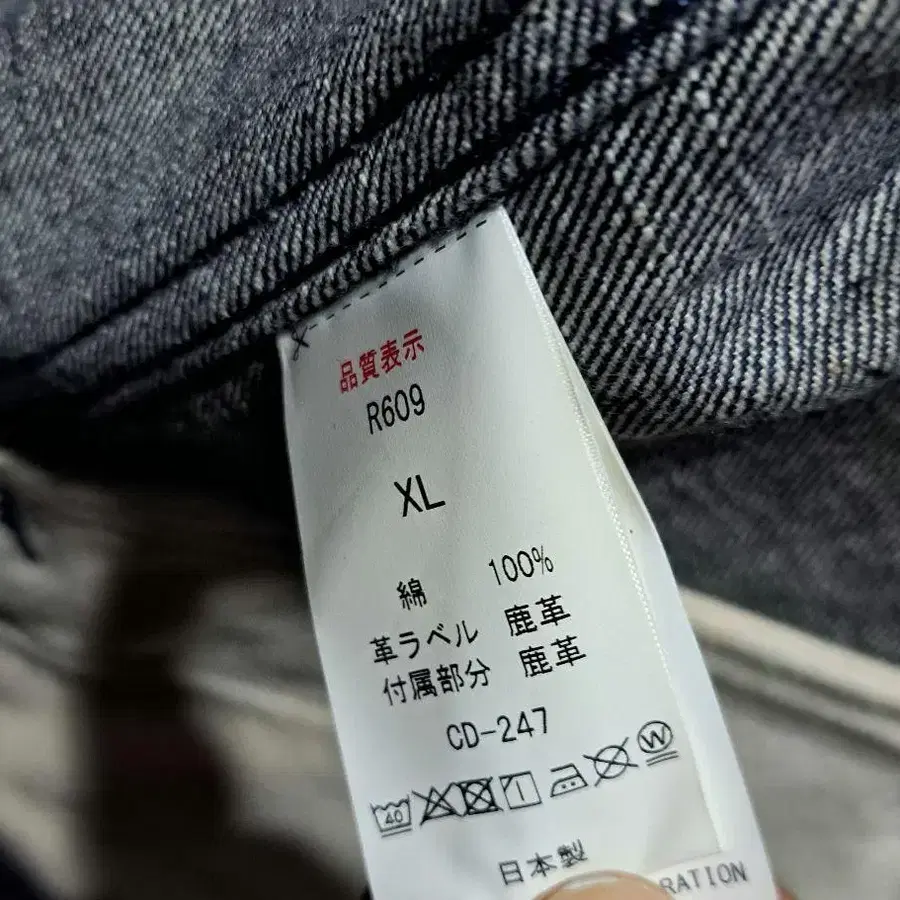 品質表示
R609
XL
綿 100%
革ラベル 鹿革
付属部分 鹿革
CD-247
40 W
日本製
RATION